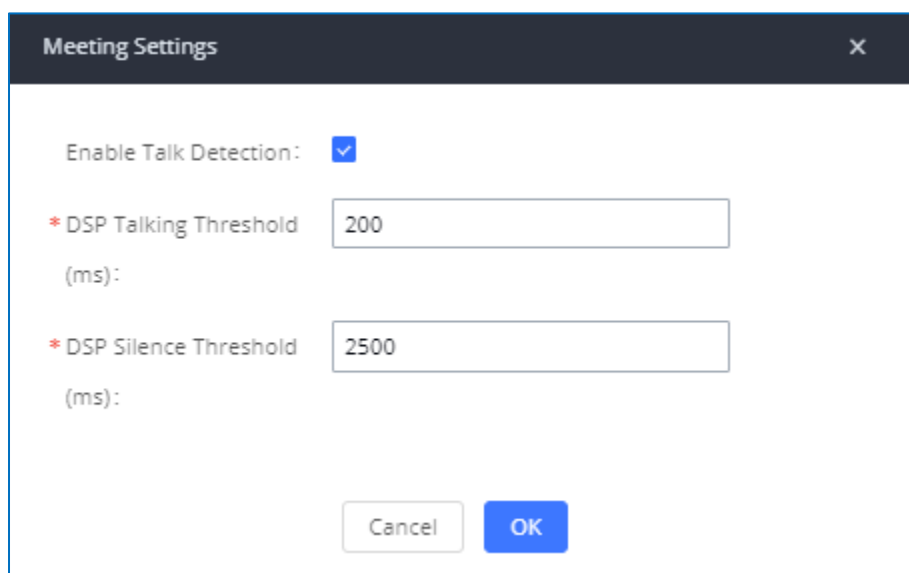 Meeting Settings
Enable Talk Detection:
* DSP Talking Threshold
(ms):
200
* DSP Silence Threshold
(ms):
2500
Cancel
OK